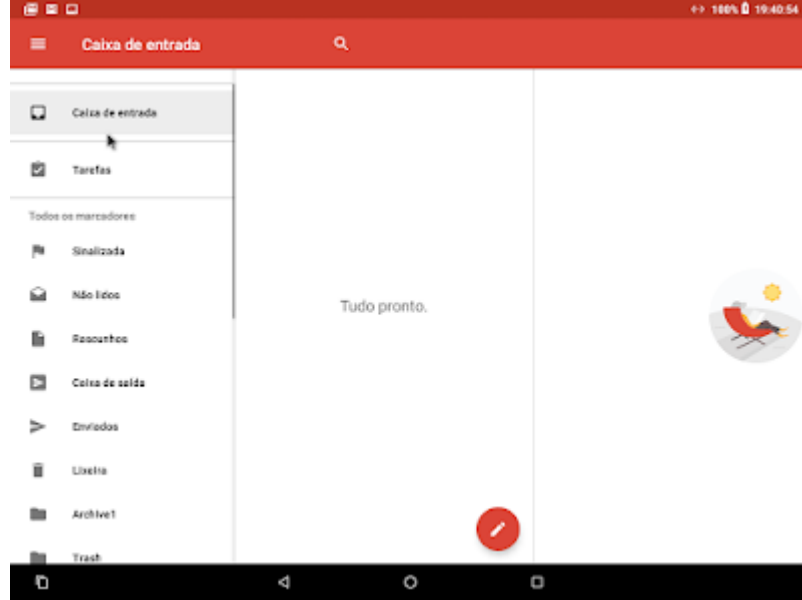 100% 19:40:54
Caixa de entrada
Caixa de entrada
Tarefas
Todos os marcadores
Sinalizada
Não lidos
Rascunhos
Caixa de saída
Enviados
Lixeira
Archive1
Trash
Tudo pronto.